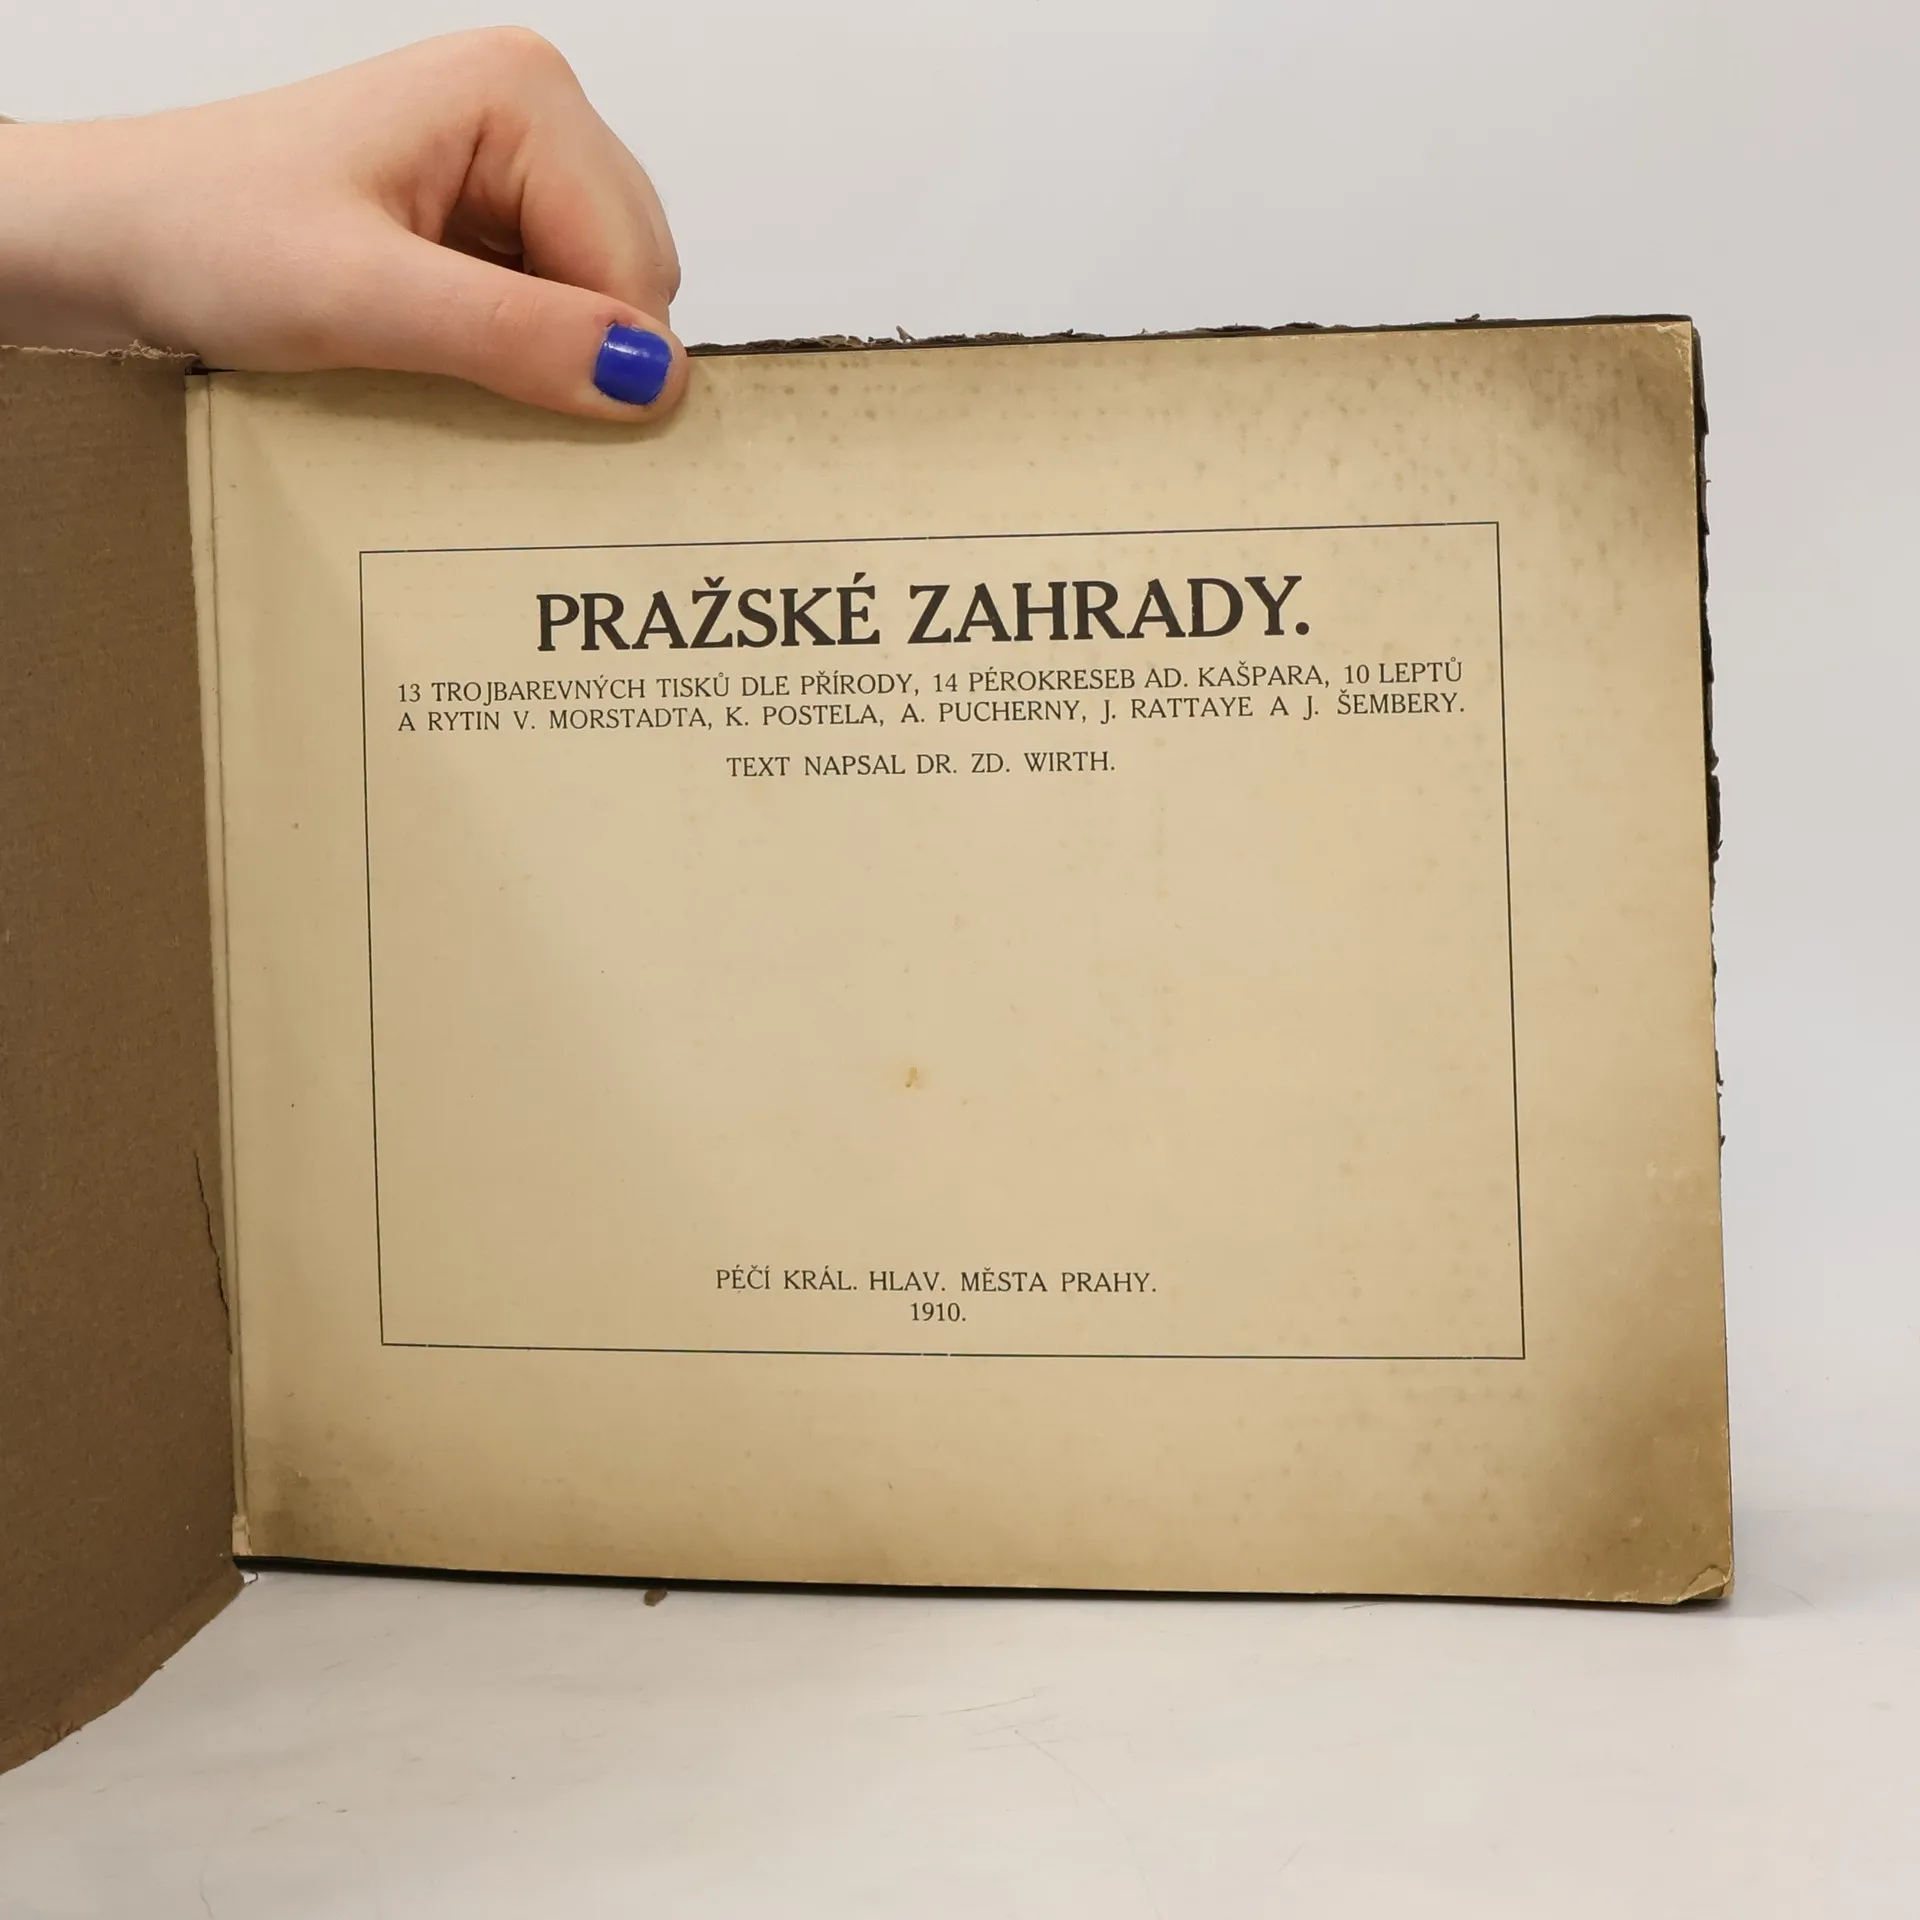 PRAŽSKÉ ZAHRADY.
13 TROJBAREVNÝCH TISKŮ DLE PŘÍRODY, 14 PÉROKRESEB AD. KAŠPARA, 10 LEPTŮ
A RYTIN V. MORSTADTA, K. POSTELA, A. PUCHERNY, J. RATTAYE A J. ŠEMBERY.
TEXT NAPSAL DR. ZD. WIRTH.
PÉČÍ KRÁL. HLAV. MĚSTA PRAHY.
1910.